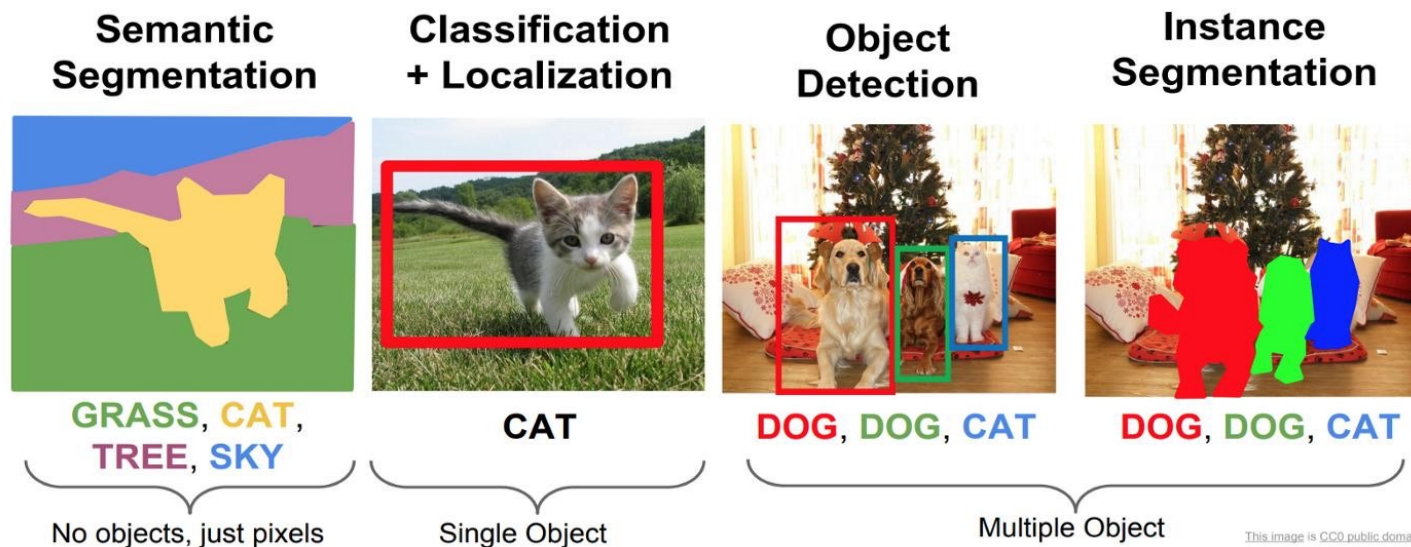 Semantic
Segmentation
Classification
+ Localization
Object
Detection
Instance
Segmentation
GRASS, CAT,
TREE, SKY
CAT
DOG, DOG, CAT
DOG, DOG, CAT
No objects, just pixels
Single Object
Multiple Object
This image is CC0 public doma